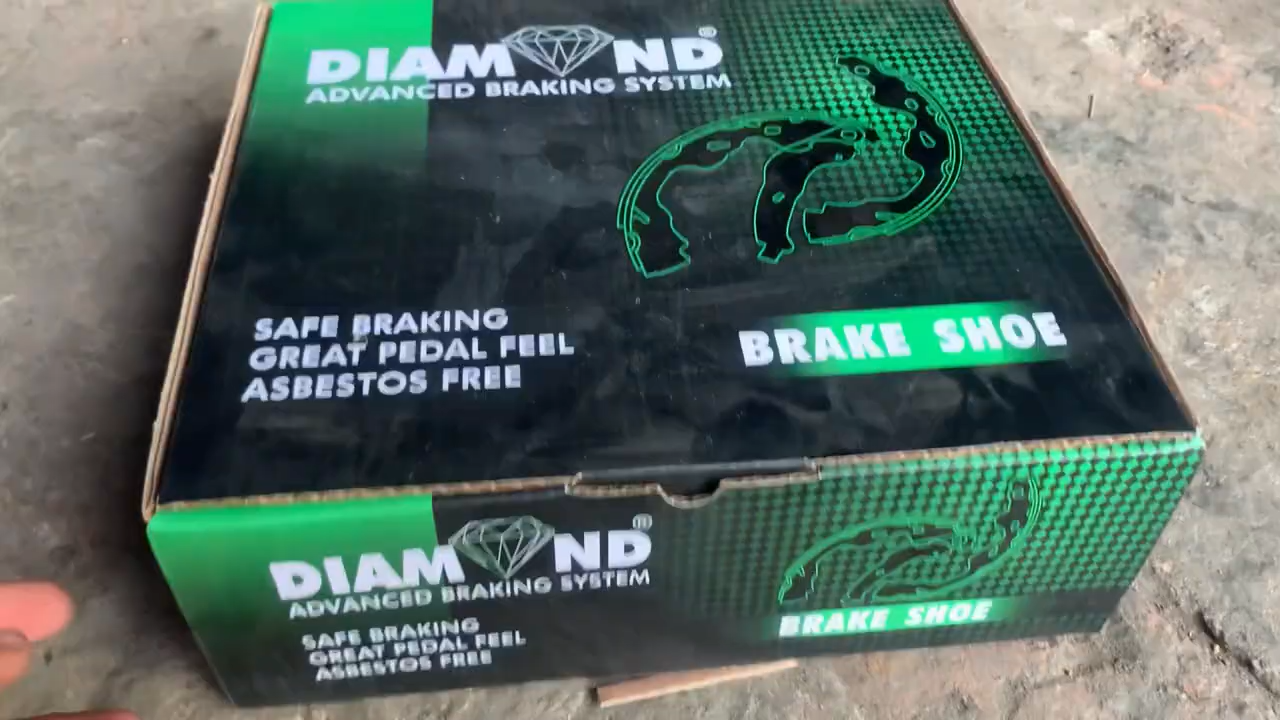 DIAMOND®
ADVANCED BRAKING SYSTEM
SAFE BRAKING
GREAT PEDAL FEEL
ASBESTOS FREE
BRAKE SHOE
DIAMOND®
ADVANCED BRAKING SYSTEM
SAFE BRAKING
GREAT PEDAL FEEL
ASBESTOS FREE
BRAKE SHOE